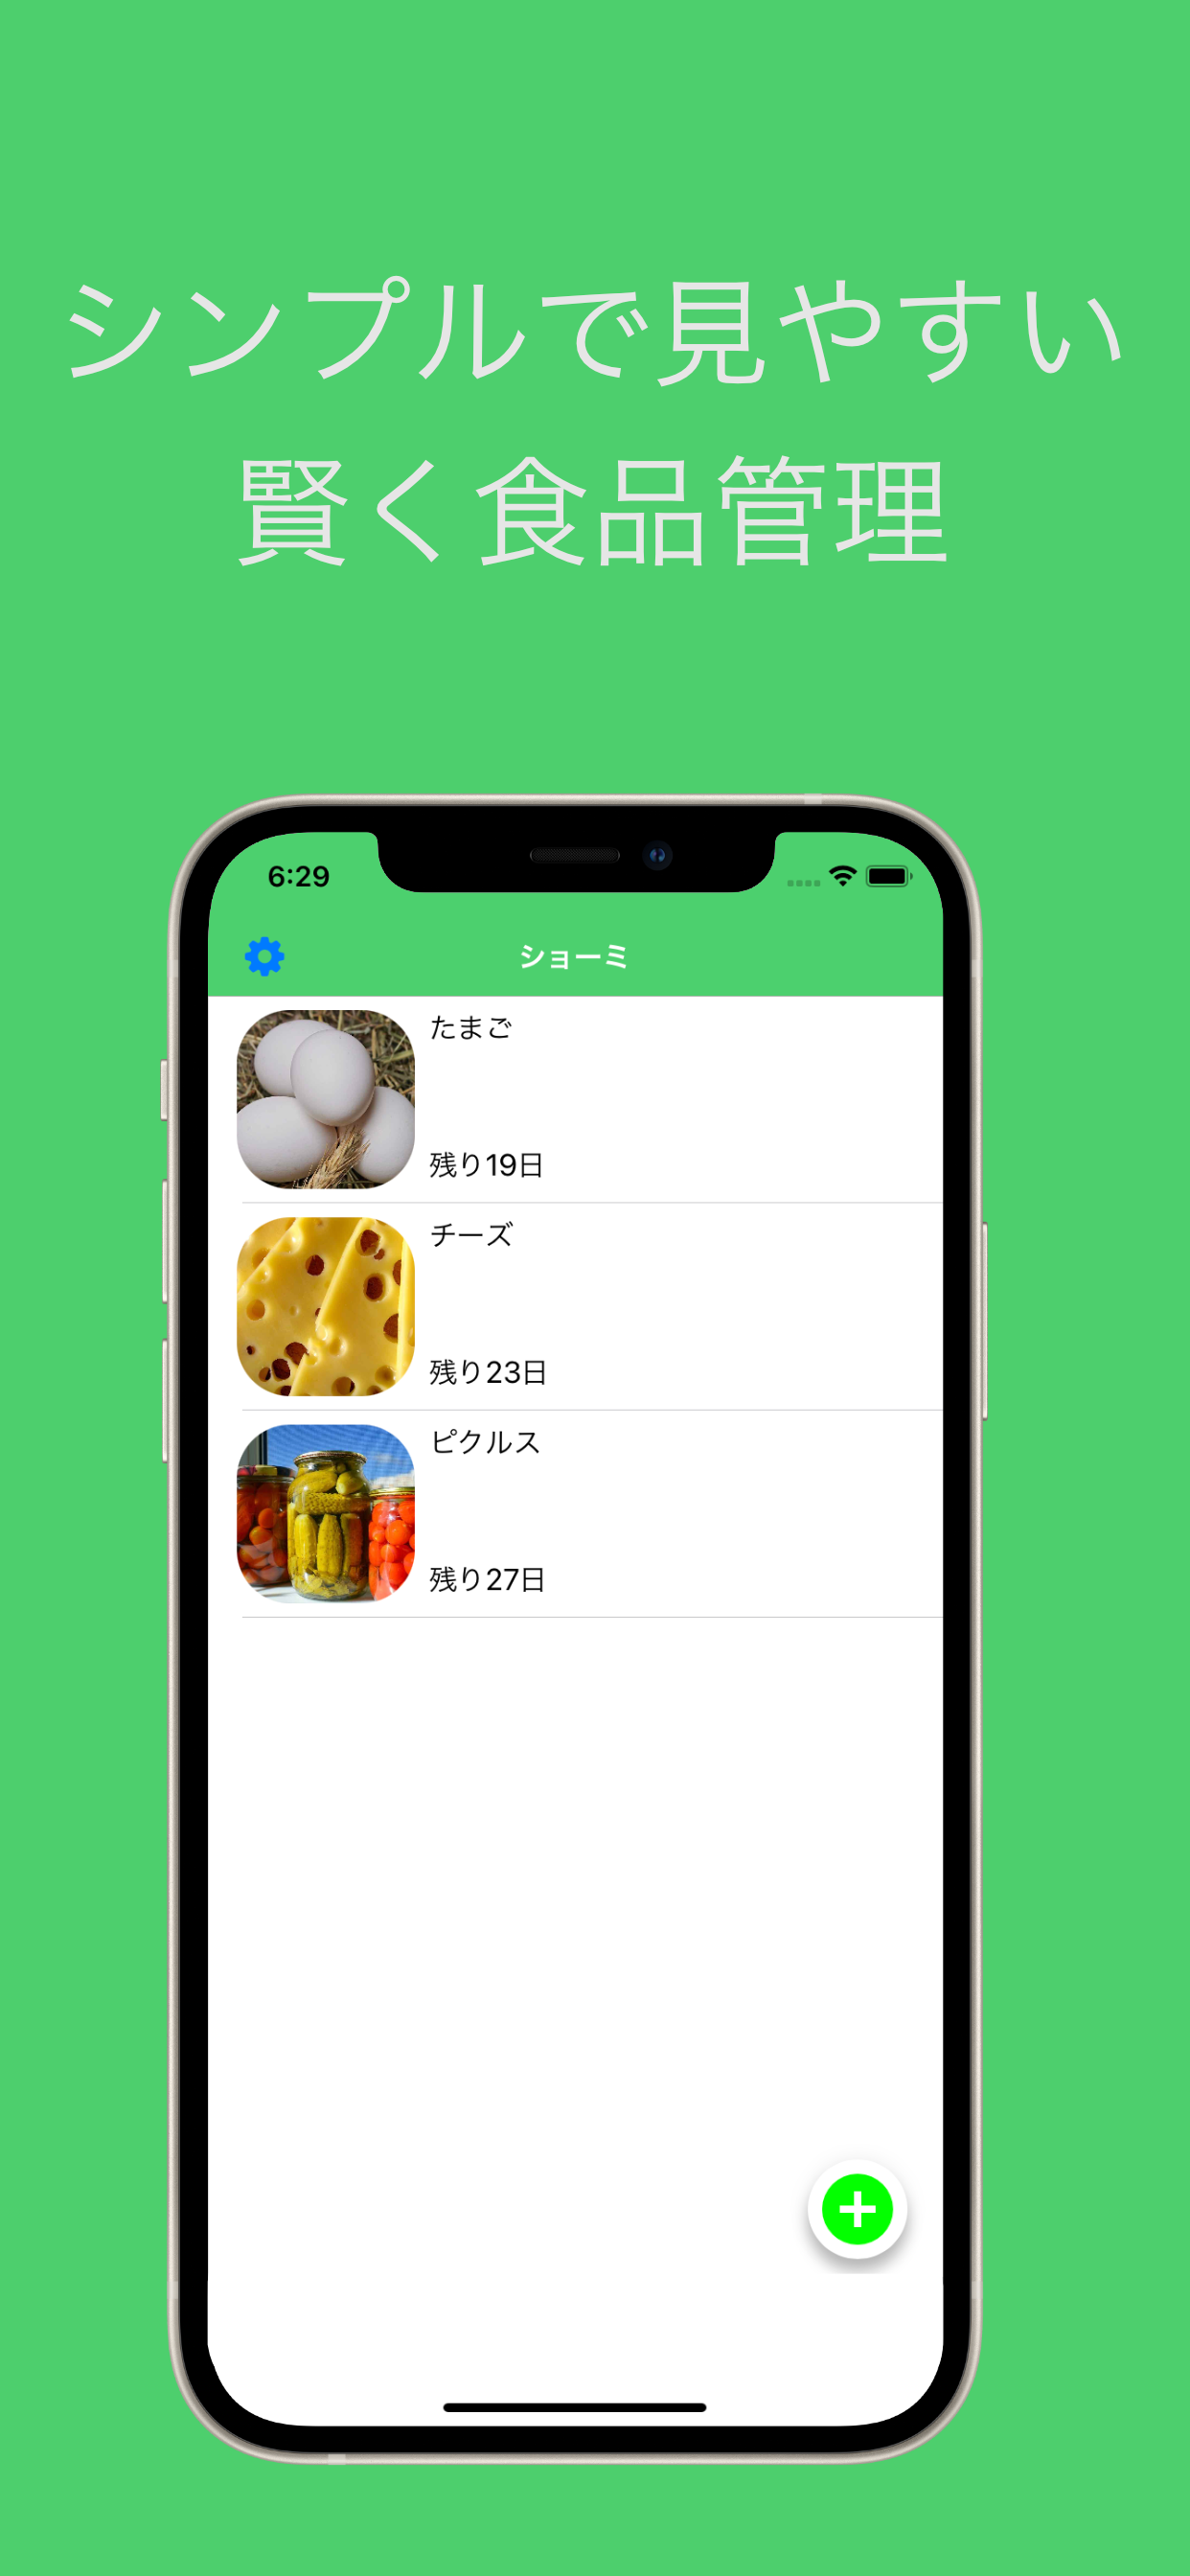 シンプルで見やすい
賢く食品管理
6:29
ショーミ
たまご
残り19日
チーズ
残り23日
ピクルス
残り27日